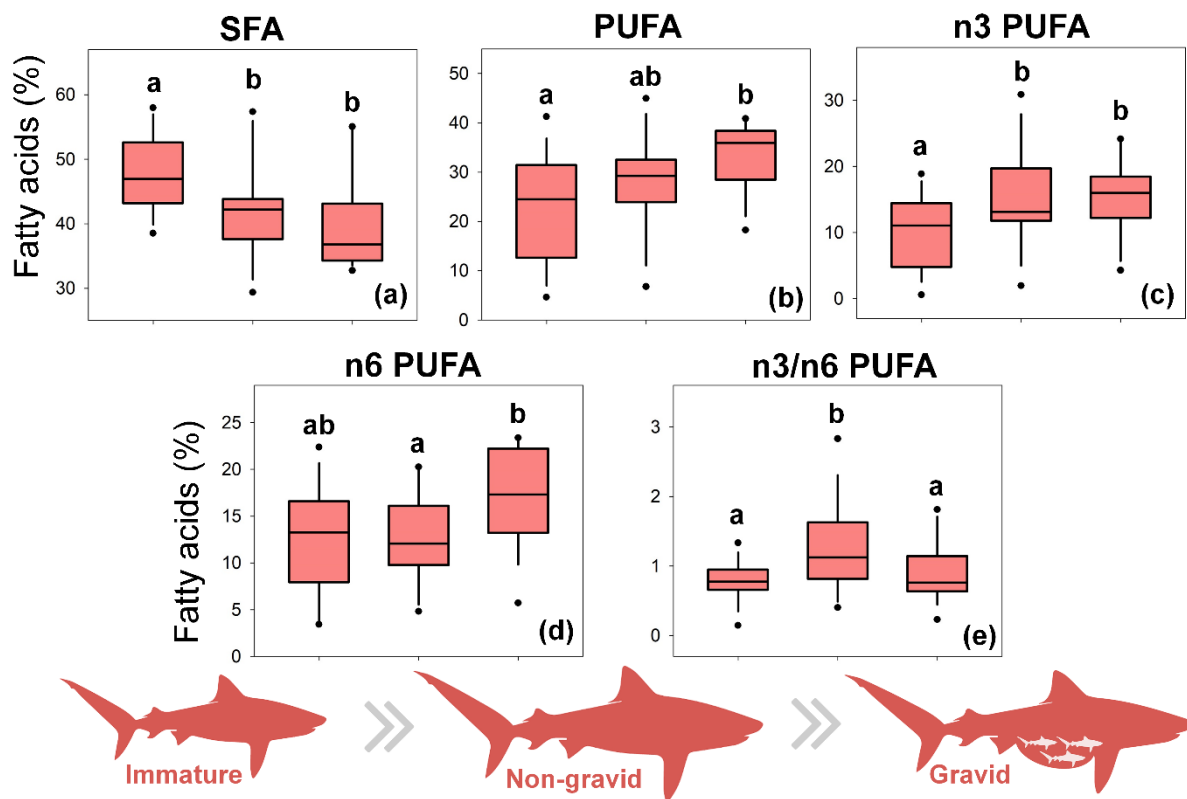 SFA
PUFA
n3 PUFA
Fatty acids (%)
60
50
40
30
a
b
b
(a)
50
40
30
20
10
0
a
ab
b
(b)
30
20
10
0
a
b
b
(c)
n6 PUFA
n3/n6 PUFA
Fatty acids (%)
25
20
15
10
5
0
ab
a
b
(d)
3
2
1
0
a
b
a
(e)
Immature
Non-gravid
Gravid